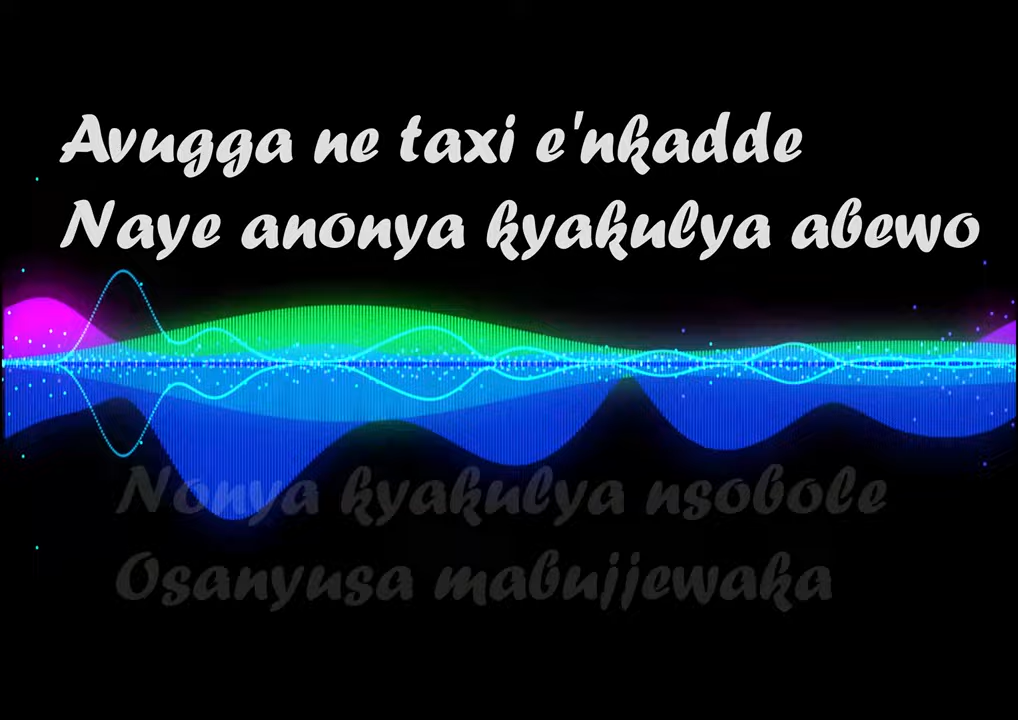 Avugga ne taxi e'nkadde
Naye anonya kyakulya abewo
Nonya kyakulya nsobole
Osanyusa mabujjewaka